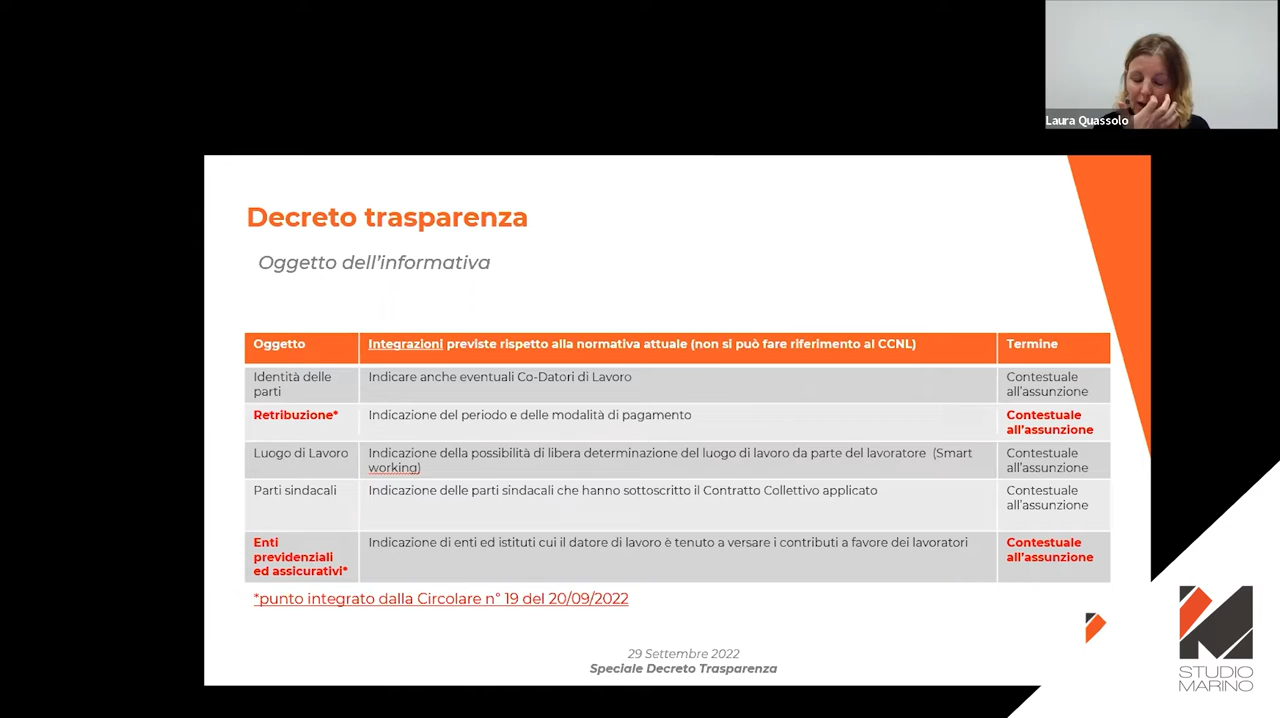 Laura Quassolo
Decreto trasparenza
Oggetto dell'informativa
Oggetto
Integrazioni previste rispetto alla normativa attuale (non si può fare riferimento al CCNL)
Termine
Identità delle
parti
Indicare anche eventuali Co-Datori di Lavoro
Contestuale
all'assunzione
Retribuzione*
Indicazione del periodo e delle modalità di pagamento
Contestuale
all'assunzione
Luogo di Lavoro
Indicazione della possibilità di libera determinazione del luogo di lavoro da parte del lavoratore (Smart
working)
Contestuale
all'assunzione
Parti sindacali
Indicazione delle parti sindacali che hanno sottoscritto il Contratto Collettivo applicato
Contestuale
all'assunzione
Enti
previdenziali
ed assicurativi*
Indicazione di enti ed istituti cui il datore di lavoro è tenuto a versare i contributi a favore dei lavoratori
Contestuale
all'assunzione
*punto integrato dalla Circolare n° 19 del 20/09/2022
29 Settembre 2022
Speciale Decreto Trasparenza
STUDIO
MARINO